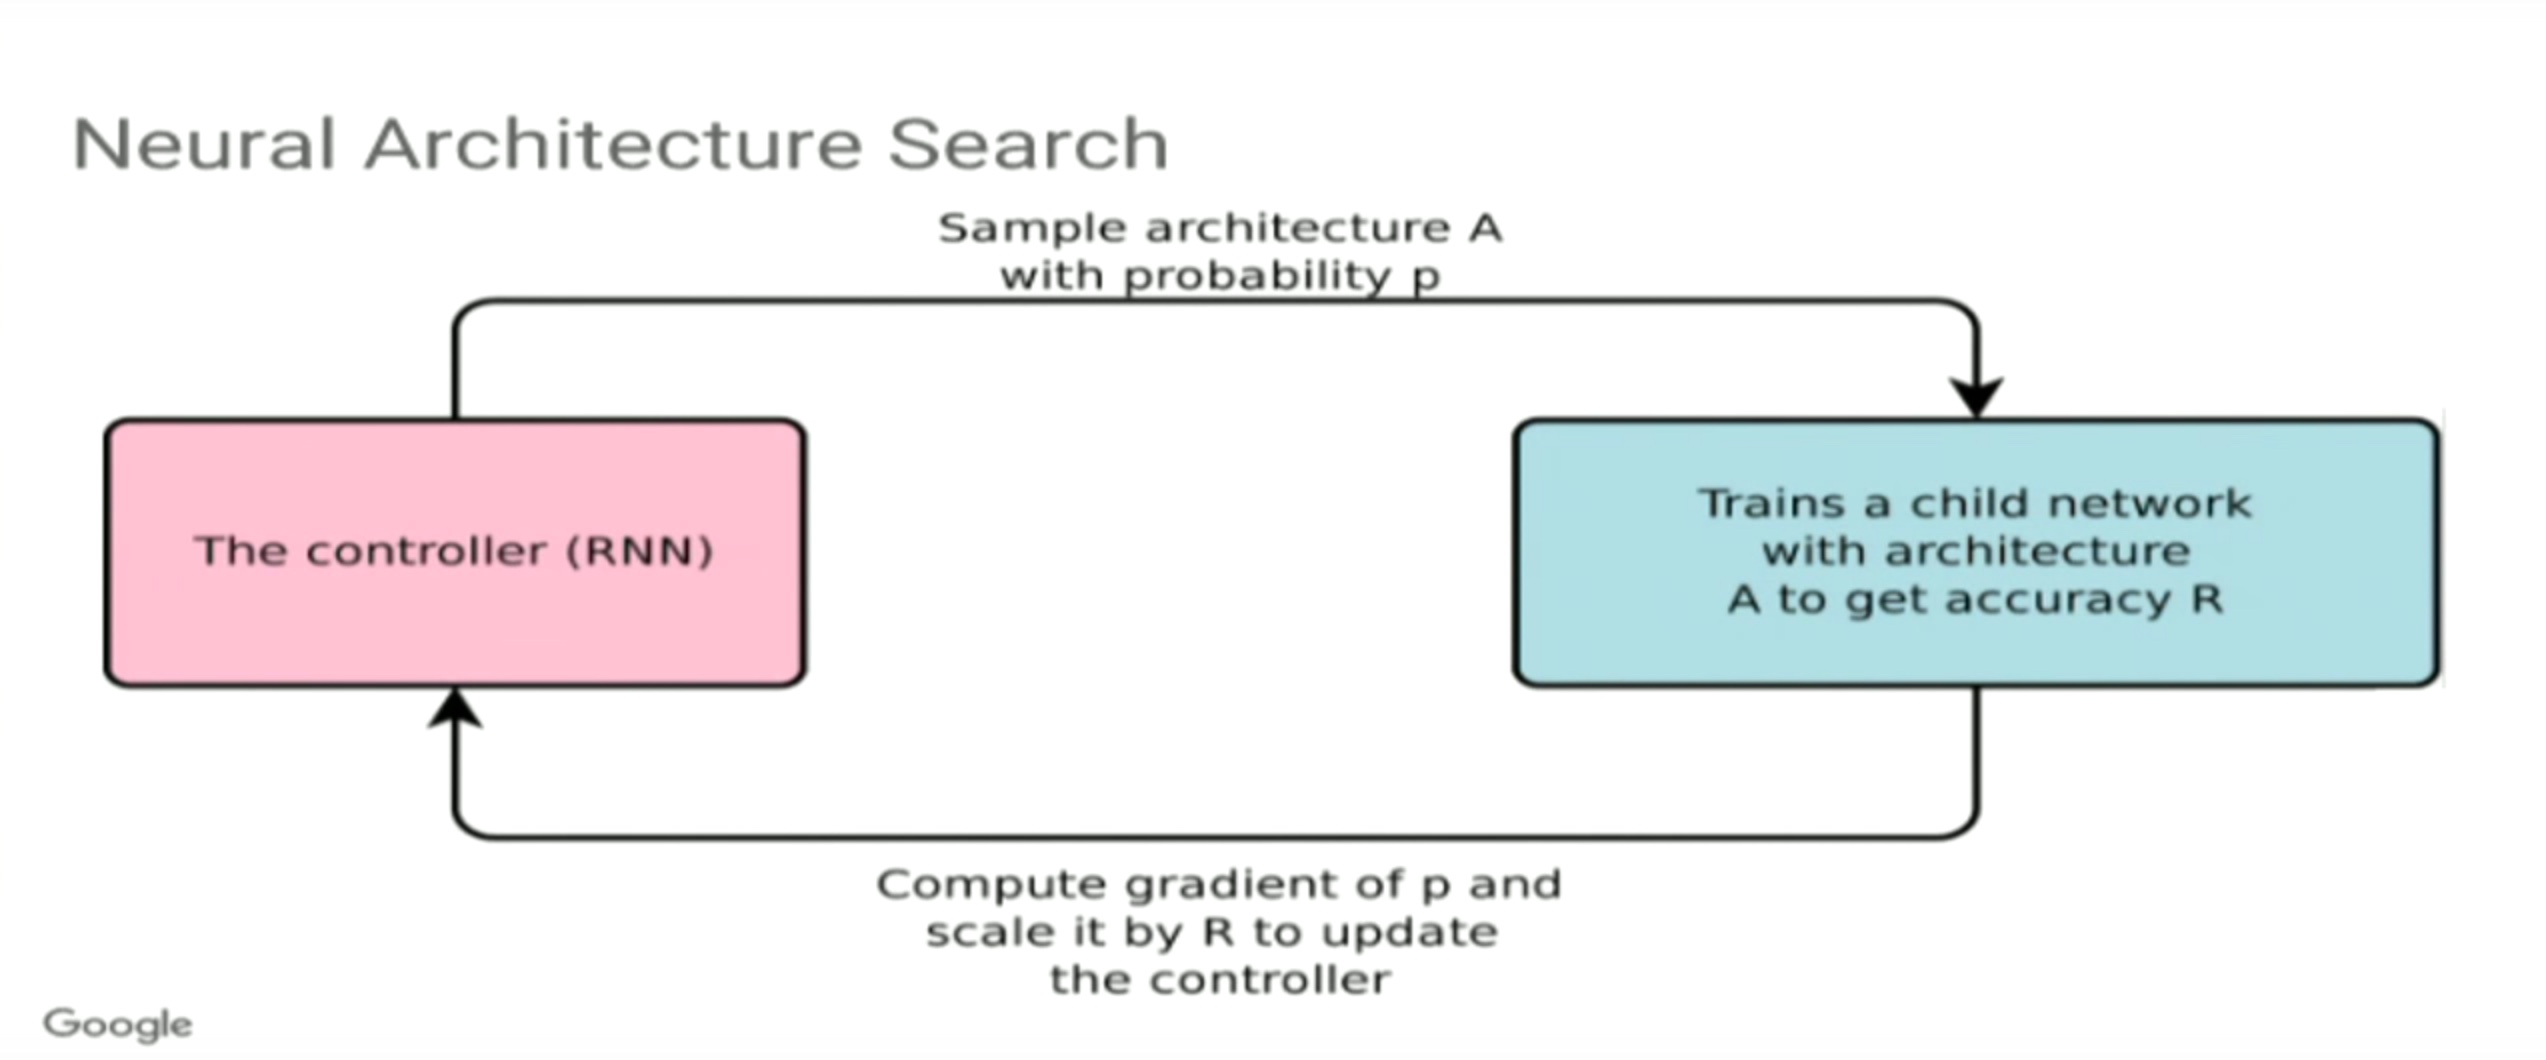 Neural Architecture Search
Sample architecture A
with probability p
The controller (RNN)
Trains a child network
with architecture
A to get accuracy R
Compute gradient of p and
scale it by R to update
the controller
Google